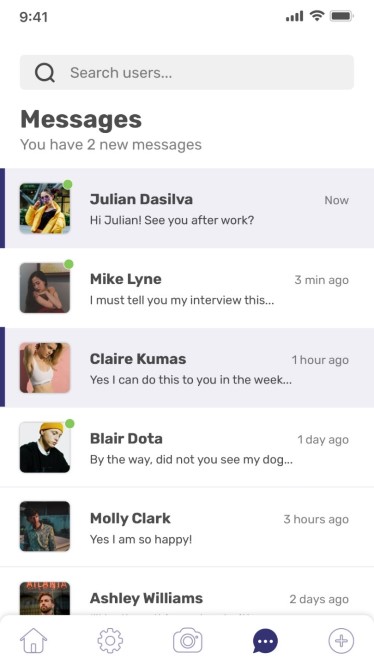 9:41
Search users...
Messages
You have 2 new messages
Julian Dasilva
Now
Hi Julian! See you after work?
Mike Lyne
3 min ago
I must tell you my interview this...
Claire Kumas
1 hour ago
Yes I can do this to you in the week...
Blair Dota
1 day ago
By the way, did not you see my dog...
Molly Clark
3 hours ago
Yes I am so happy!
ATLANTA
Ashley Williams
2 days ago